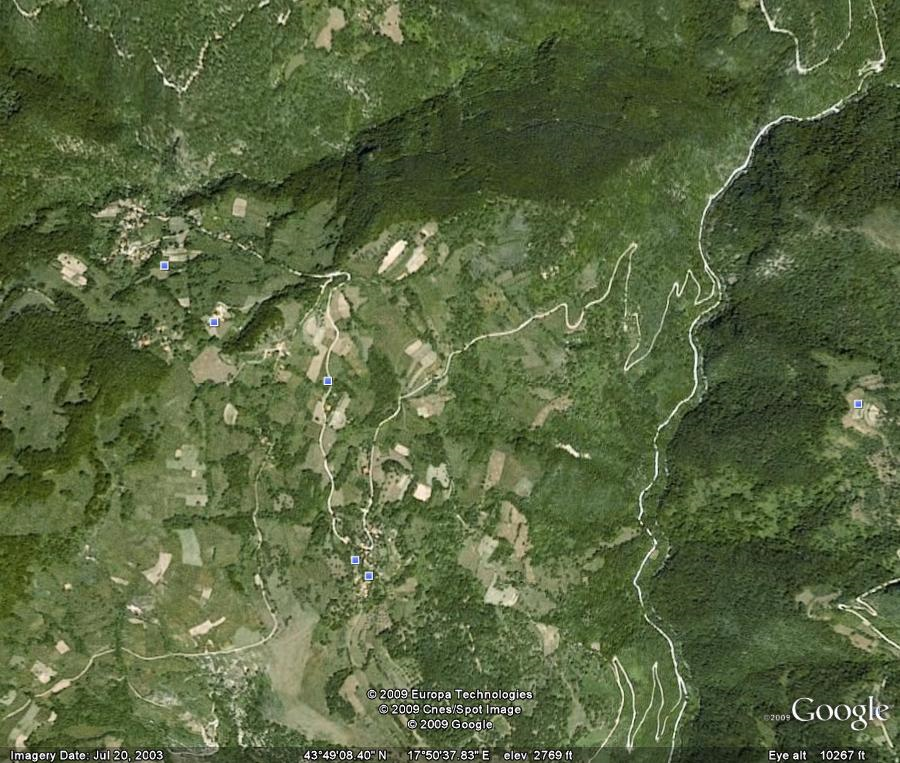 © 2009 Europa Technologies
© 2009 Cnes/Spot Image
© 2009 Google
©2009 Google
Imagery Date: Jul 20, 2003 43°49'08.40" N 17°50'37.83" E elev 2769 ft Eye alt 10267 ft